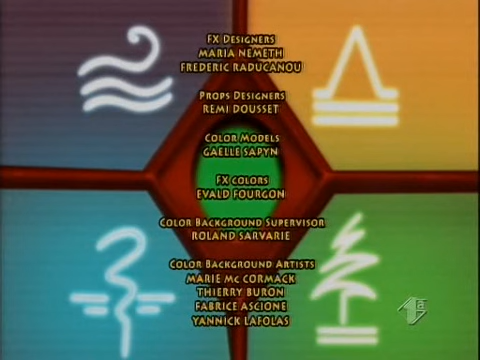 FX Designers
Maria Nemeth
Frederic Raducanou
Props Designers
Remi Dousset
Color Models
Gaelle Sapyn
FX colors
Evald Fourgon
Color Background Supervisor
Roland Sarvarie
Color Background Artists
Marie Mc Cormack
Thierry Buron
Fabrice Ascione
Yannick Lafolas
1a